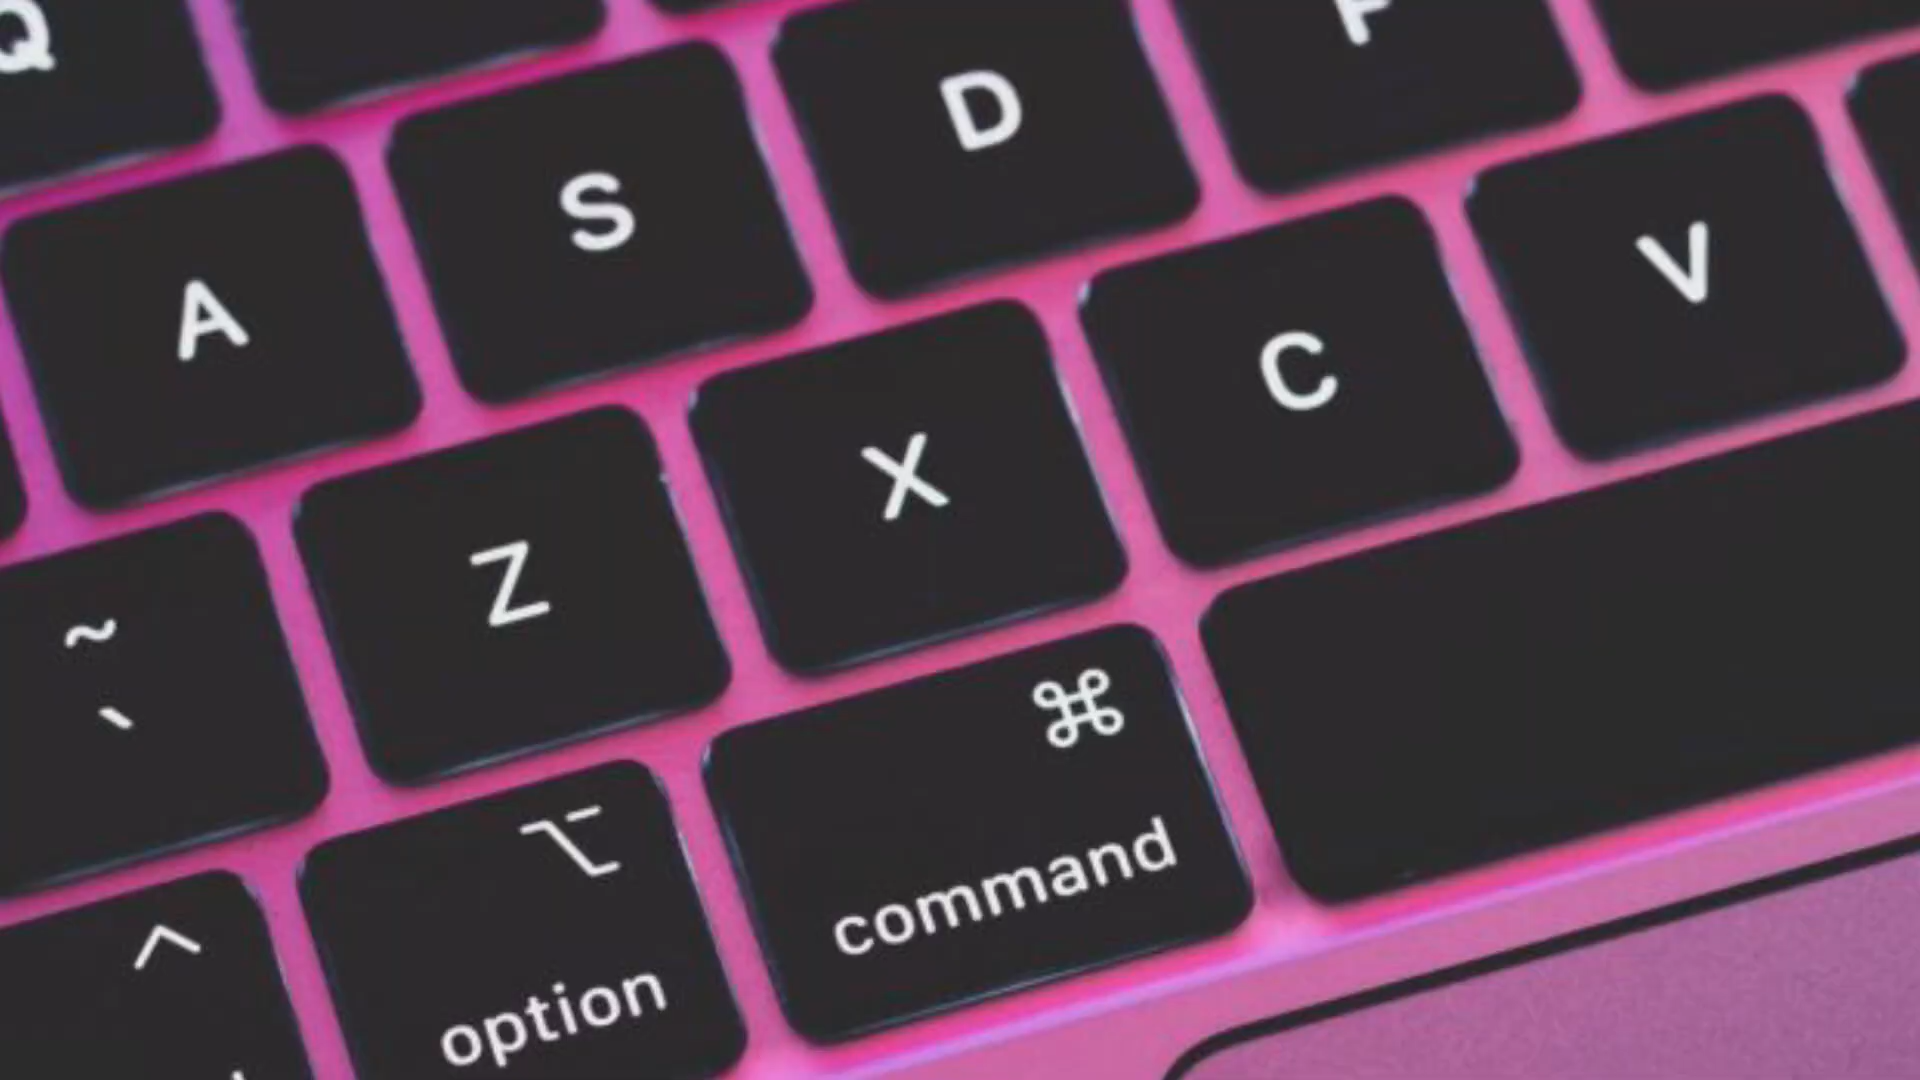 Q
A S D F
~
`
Z X C V
^
⌥
option
⌘
command